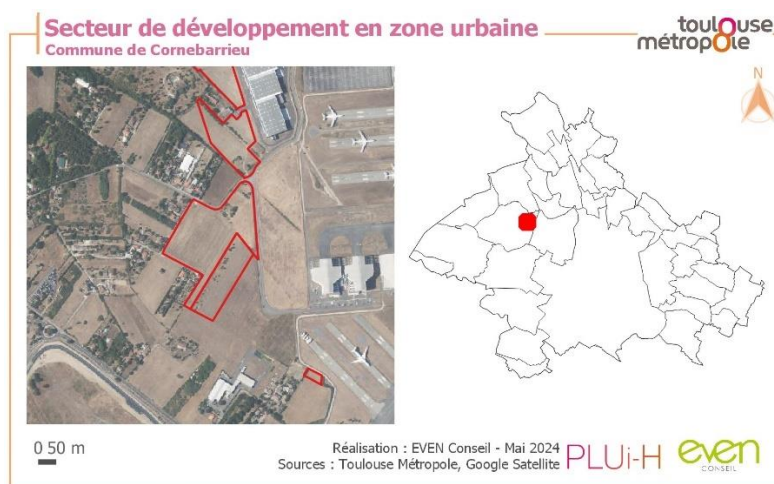 Secteur de développement en zone urbaine
Commune de Cornebarrieu
toulouse
métropole
N
0 50 m
Réalisation : EVEN Conseil - Mai 2024
Sources : Toulouse Métropole, Google Satellite
PLUi-H
even
CONSEIL